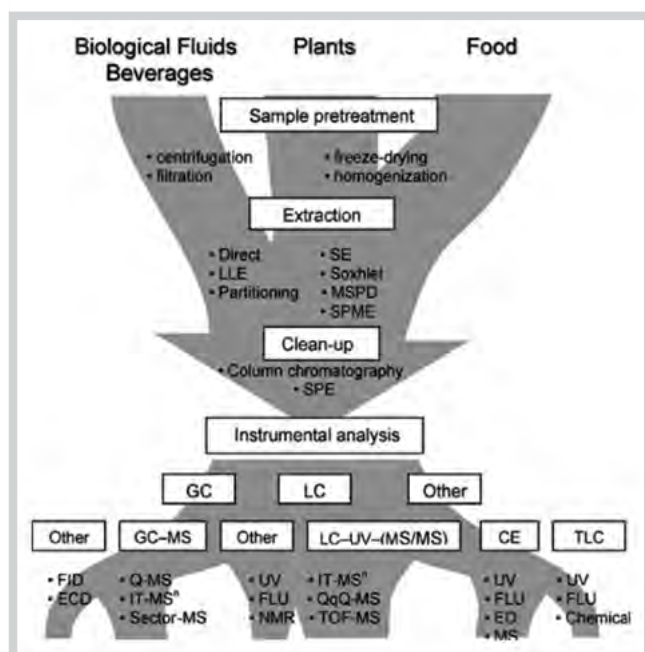 Biological Fluids
Beverages
Plants
Food
Sample pretreatment
• centrifugation
• filtration
• freeze-drying
• homogenization
Extraction
• Direct
• LLE
• Partitioning
• SE
• Soxhlet
• MSPD
• SPME
Clean-up
• Column chromatography
• SPE
Instrumental analysis
GC
LC
Other
Other
GC–MS
Other
LC–UV–(MS/MS)
CE
TLC
• FID
• ECD
• Q-MS
• IT-MSⁿ
• Sector-MS
• UV
• FLU
• NMR
• IT-MSⁿ
• QqQ-MS
• TOF-MS
• UV
• FLU
• ED
• MS
• UV
• FLU
• Chemical